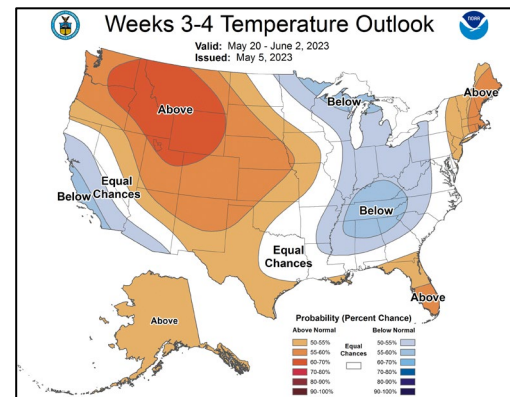 Weeks 3-4 Temperature Outlook
Valid: May 20 - June 2, 2023
Issued: May 5, 2023
noaa
Above
Above
Below
Equal
Chances
Below
Below
Equal
Chances
Above
Above
Probability (Percent Chance)
Above Normal
Equal
Chances
Below Normal
50-55%
55-60%
60-70%
70-80%
80-90%
90-100%
50-55%
55-60%
60-70%
70-80%
80-90%
90-100%